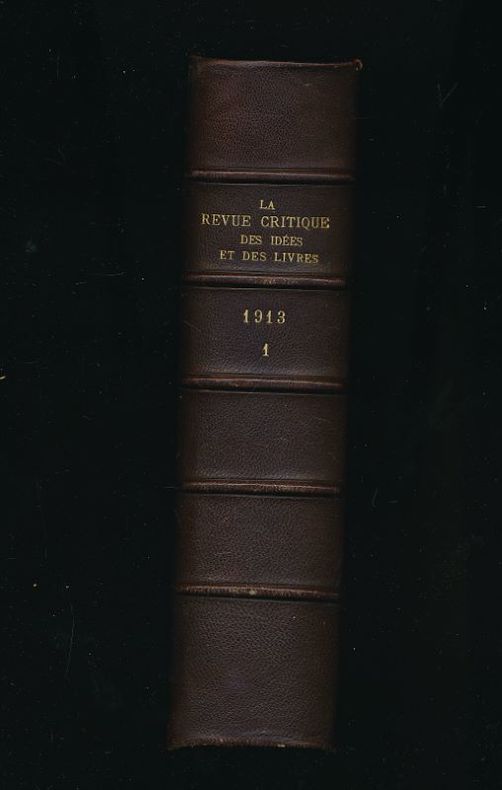 LA
REVUE CRITIQUE
DES IDÉES
ET DES LIVRES
1913
1